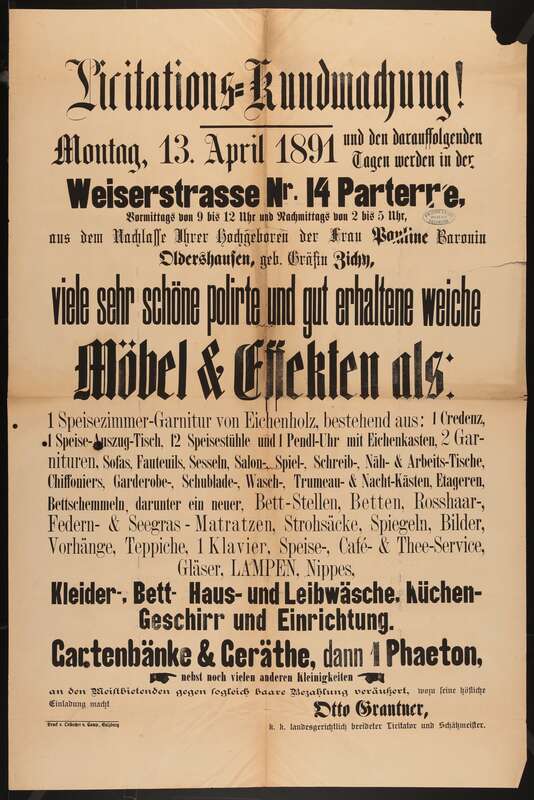 Licitations-Kundmachung!
Montag, 13. April 1891 und den darauffolgenden
Tagen werden in der
Weiserstrasse Nr. 14 Parterre,
Vormittags von 9 bis 12 Uhr und Nachmittags von 2 bis 5 Uhr,
aus dem Nachlasse Ihrer Hochgeboren der Frau Pauline Baronin
Oldershausen, geb. Gräfin Zichy,
viele sehr schöne polirte und gut erhaltene weiche
Möbel & Effekten als:
1 Speisezimmer-Garnitur von Eichenholz, bestehend aus: 1 Credenz,
1 Speise-Auszug-Tisch, 12 Speisestühle und 1 Pendl-Uhr mit Eichenkasten, 2 Gar-
nituren, Sofas, Fauteuils, Sesseln, Salon-, Spiel-, Schreib-, Näh- & Arbeits-Tische,
Chiffoniers, Garderobe-, Schublade-, Wasch-, Trumeau- & Nacht-Kästen, Etageren,
Bettschemmeln, darunter ein neuer, Bett-Stellen, Betten, Rosshaar-,
Federn- & Seegras-Matratzen, Strohsäcke, Spiegeln, Bilder,
Vorhänge, Teppiche, 1 Klavier, Speise-, Café- & Thee-Service,
Gläser, LAMPEN, Nippes,
Kleider-, Bett- Haus- und Leibwäsche, Küchen-
Geschirr und Einrichtung.
Gartenbänke & Geräthe, dann 1 Phaeton,
nebst noch vielen anderen Kleinigkeiten
an den Meistbietenden gegen sogleich baare Bezahlung veräußert, wozu seine höfliche
Einladung macht
Otto Grantner,
k. k. landesgerichtlich beeideter Licitator und Schätzmeister.
Druck v. Endl